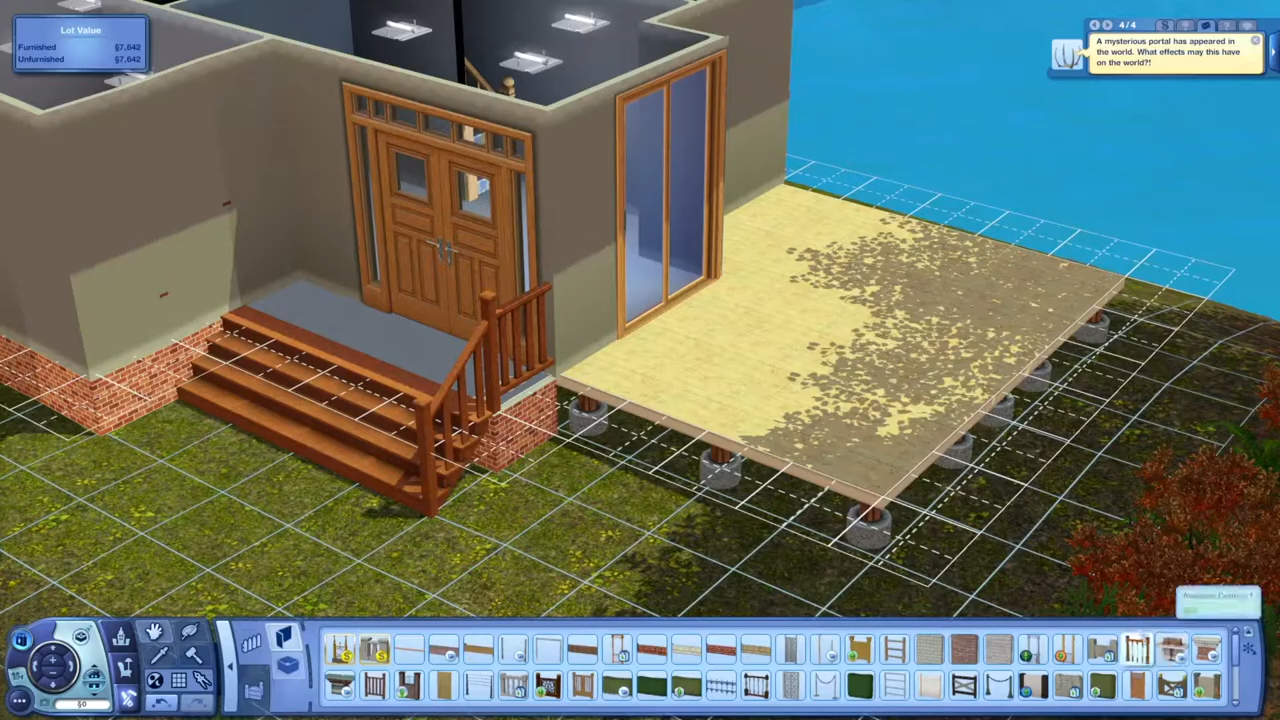 Lot Value
Furnished §7,642
Unfurnished §7,642
4/4
A mysterious portal has appeared in
the world. What effects may this have
on the world?!
§0